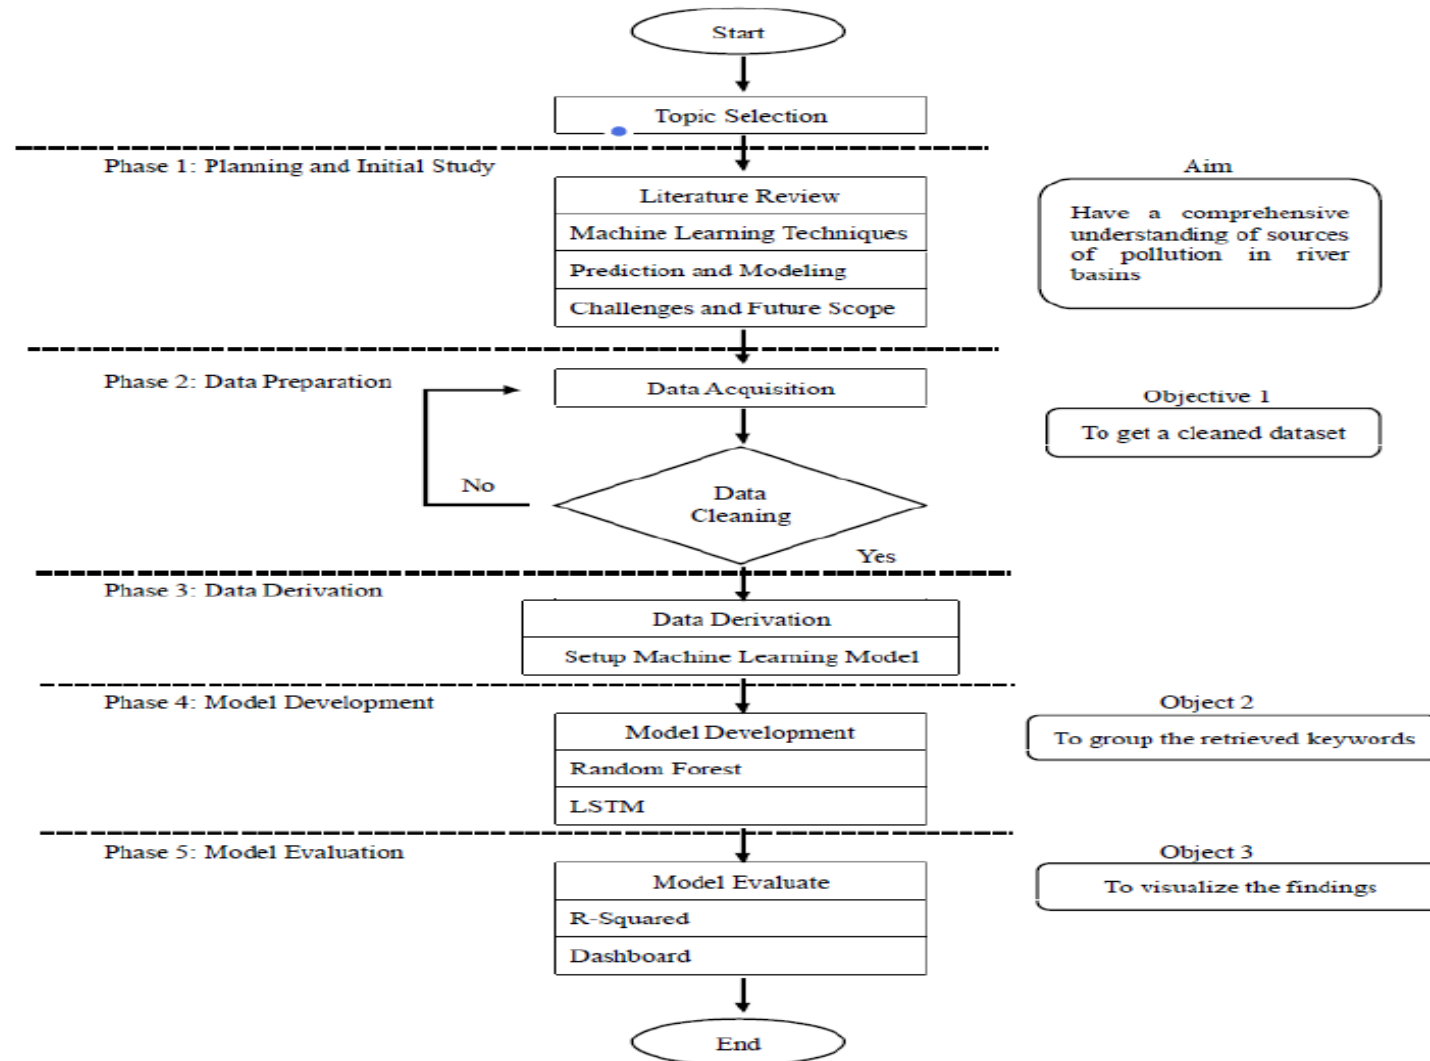 Start
Topic Selection
Phase 1: Planning and Initial Study
Aim
Literature Review
Machine Learning Techniques
Prediction and Modeling
Challenges and Future Scope
Have a comprehensive
understanding of sources
of pollution in river
basins
Phase 2: Data Preparation
Data Acquisition
Objective 1
To get a cleaned dataset
No
Data
Cleaning
Yes
Phase 3: Data Derivation
Data Derivation
Setup Machine Learning Model
Phase 4: Model Development
Object 2
Model Development
To group the retrieved keywords
Random Forest
LSTM
Phase 5: Model Evaluation
Object 3
Model Evaluate
To visualize the findings
R-Squared
Dashboard
End